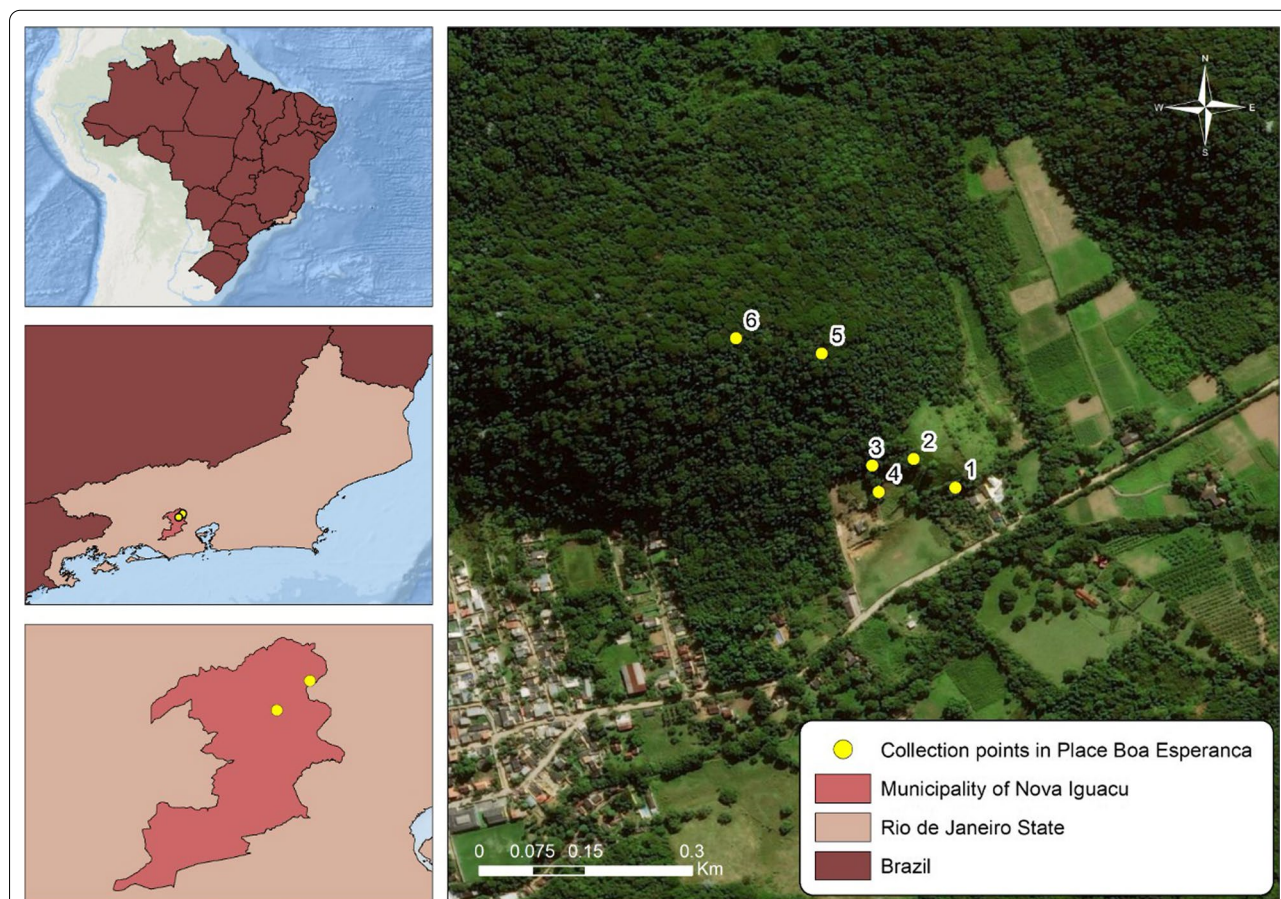 N
W E
S
6
5
2
3
4
1
0 0.075 0.15 0.3
Km
Collection points in Place Boa Esperanca
Municipality of Nova Iguacu
Rio de Janeiro State
Brazil